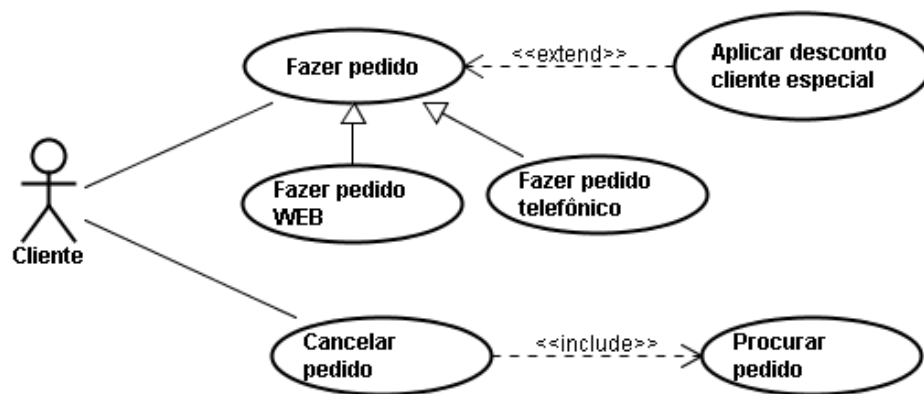 Fazer pedido
<<extend>>
Aplicar desconto
cliente especial
Fazer pedido
WEB
Fazer pedido
telefônico
Cliente
Cancelar
pedido
<<include>>
Procurar
pedido